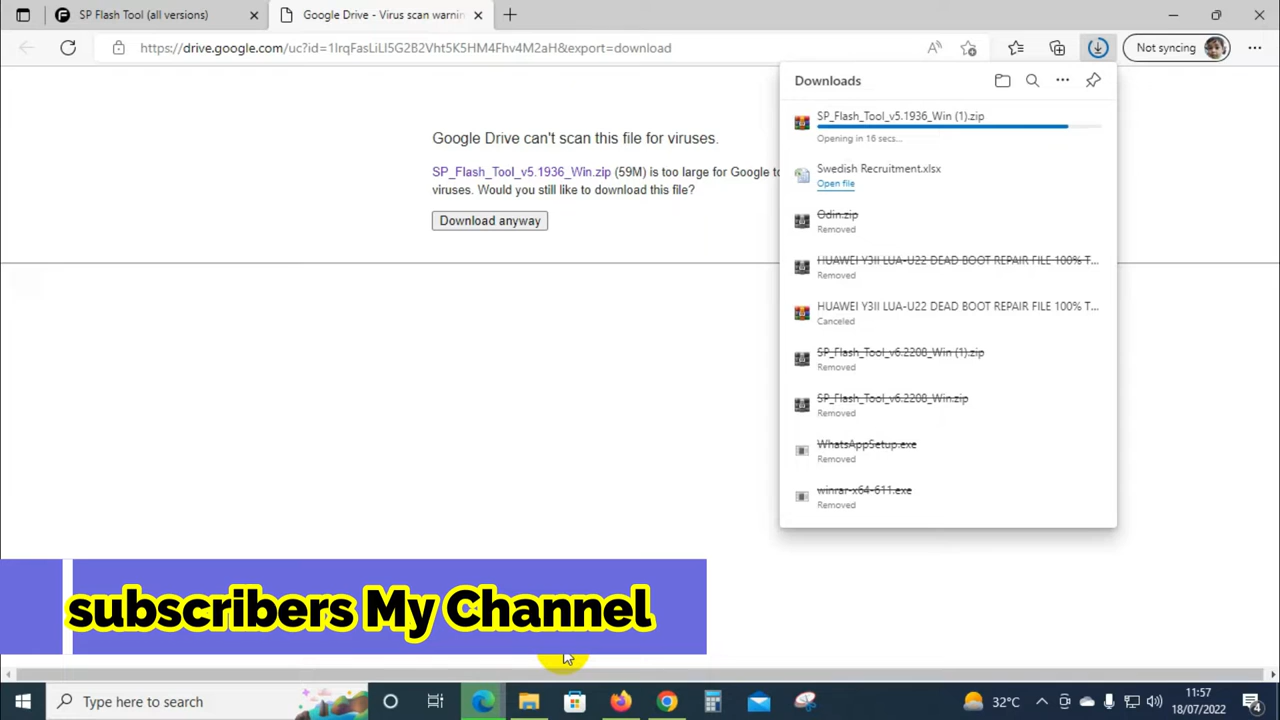 SP Flash Tool (all versions)
Google Drive - Virus scan warnin
https://drive.google.com/uc?id=1IrqFasLiLI5G2B2Vht5K5HM4Fhv4M2aH&export=download
Not syncing
Downloads
SP_Flash_Tool_v5.1936_Win (1).zip
Opening in 16 secs...
Swedish Recruitment.xlsx
Open file
Odin.zip
Removed
HUAWEI Y3II LUA-U22 DEAD BOOT REPAIR FILE 100% T...
Removed
HUAWEI Y3II LUA-U22 DEAD BOOT REPAIR FILE 100% T...
Canceled
SP_Flash_Tool_v6.2208_Win (1).zip
Removed
SP_Flash_Tool_v6.2208_Win.zip
Removed
WhatsAppSetup.exe
Removed
winrar-x64-611.exe
Removed
Google Drive can't scan this file for viruses.
SP_Flash_Tool_v5.1936_Win.zip (59M) is too large for Google to
viruses. Would you still like to download this file?
Download anyway
subscribers My Channel
Type here to search
32°C
11:57
18/07/2022
4